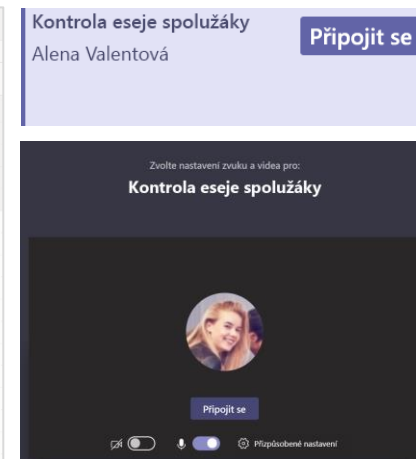 Kontrola eseje spolužáky
Alena Valentová
Připojit se
Zvolte nastavení zvuku a videa pro:
Kontrola eseje spolužáky
Připojit se
Přizpůsobené nastavení